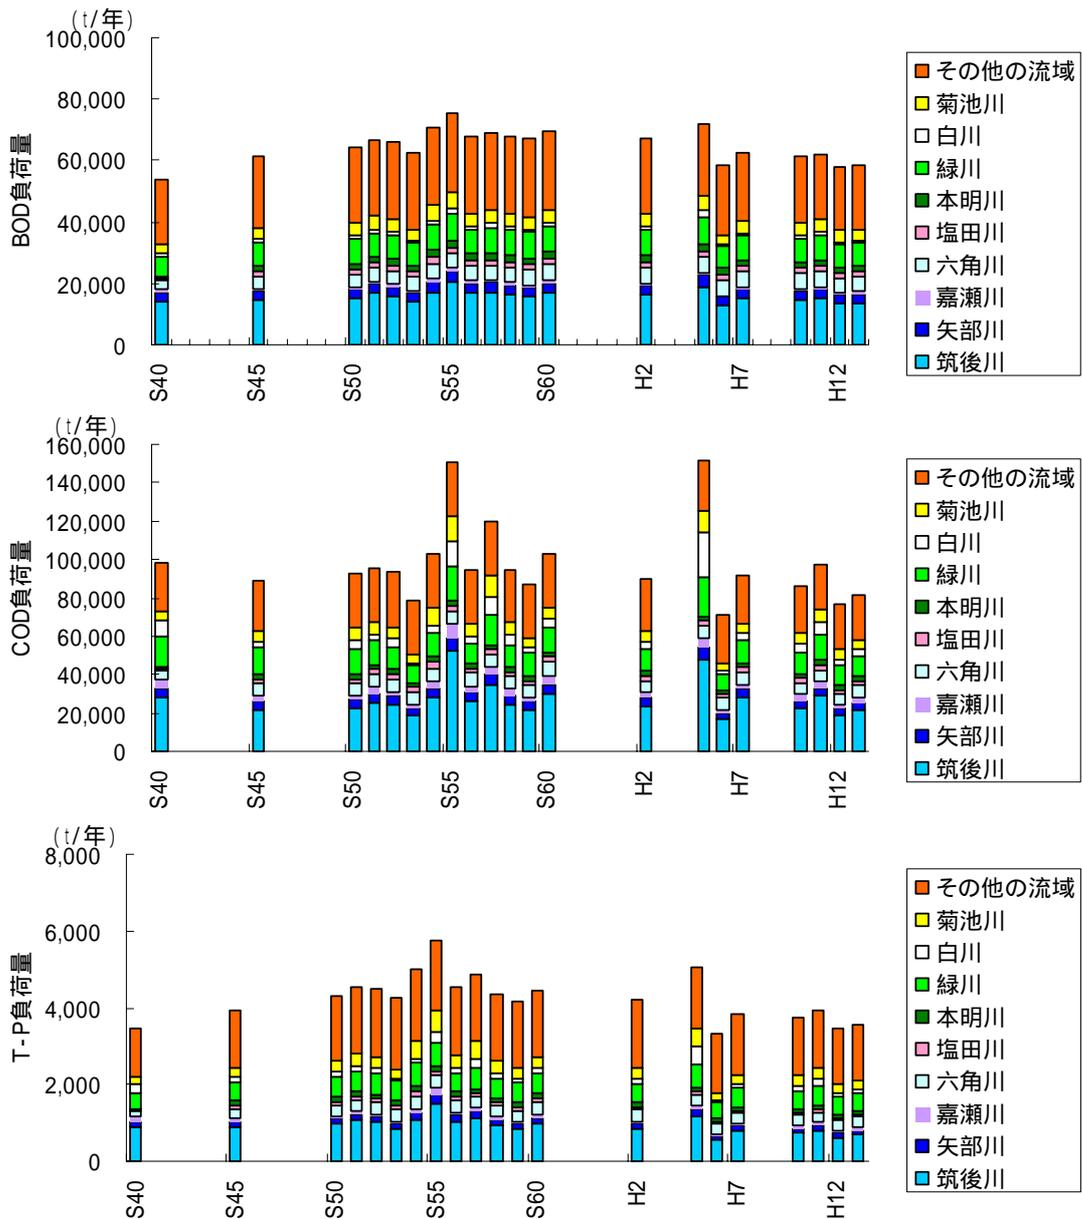 (t/年)
100,000
80,000
60,000
40,000
20,000
0
BOD負荷量
S40
S45
S50
S55
S60
H2
H7
H12
その他の流域
菊池川
白川
緑川
本明川
塩田川
六角川
嘉瀬川
矢部川
筑後川
(t/年)
160,000
140,000
120,000
100,000
80,000
60,000
40,000
20,000
0
COD負荷量
S40
S45
S50
S55
S60
H2
H7
H12
その他の流域
菊池川
白川
緑川
本明川
塩田川
六角川
嘉瀬川
矢部川
筑後川
(t/年)
8,000
6,000
4,000
2,000
0
T-P負荷量
S40
S45
S50
S55
S60
H2
H7
H12
その他の流域
菊池川
白川
緑川
本明川
塩田川
六角川
嘉瀬川
矢部川
筑後川